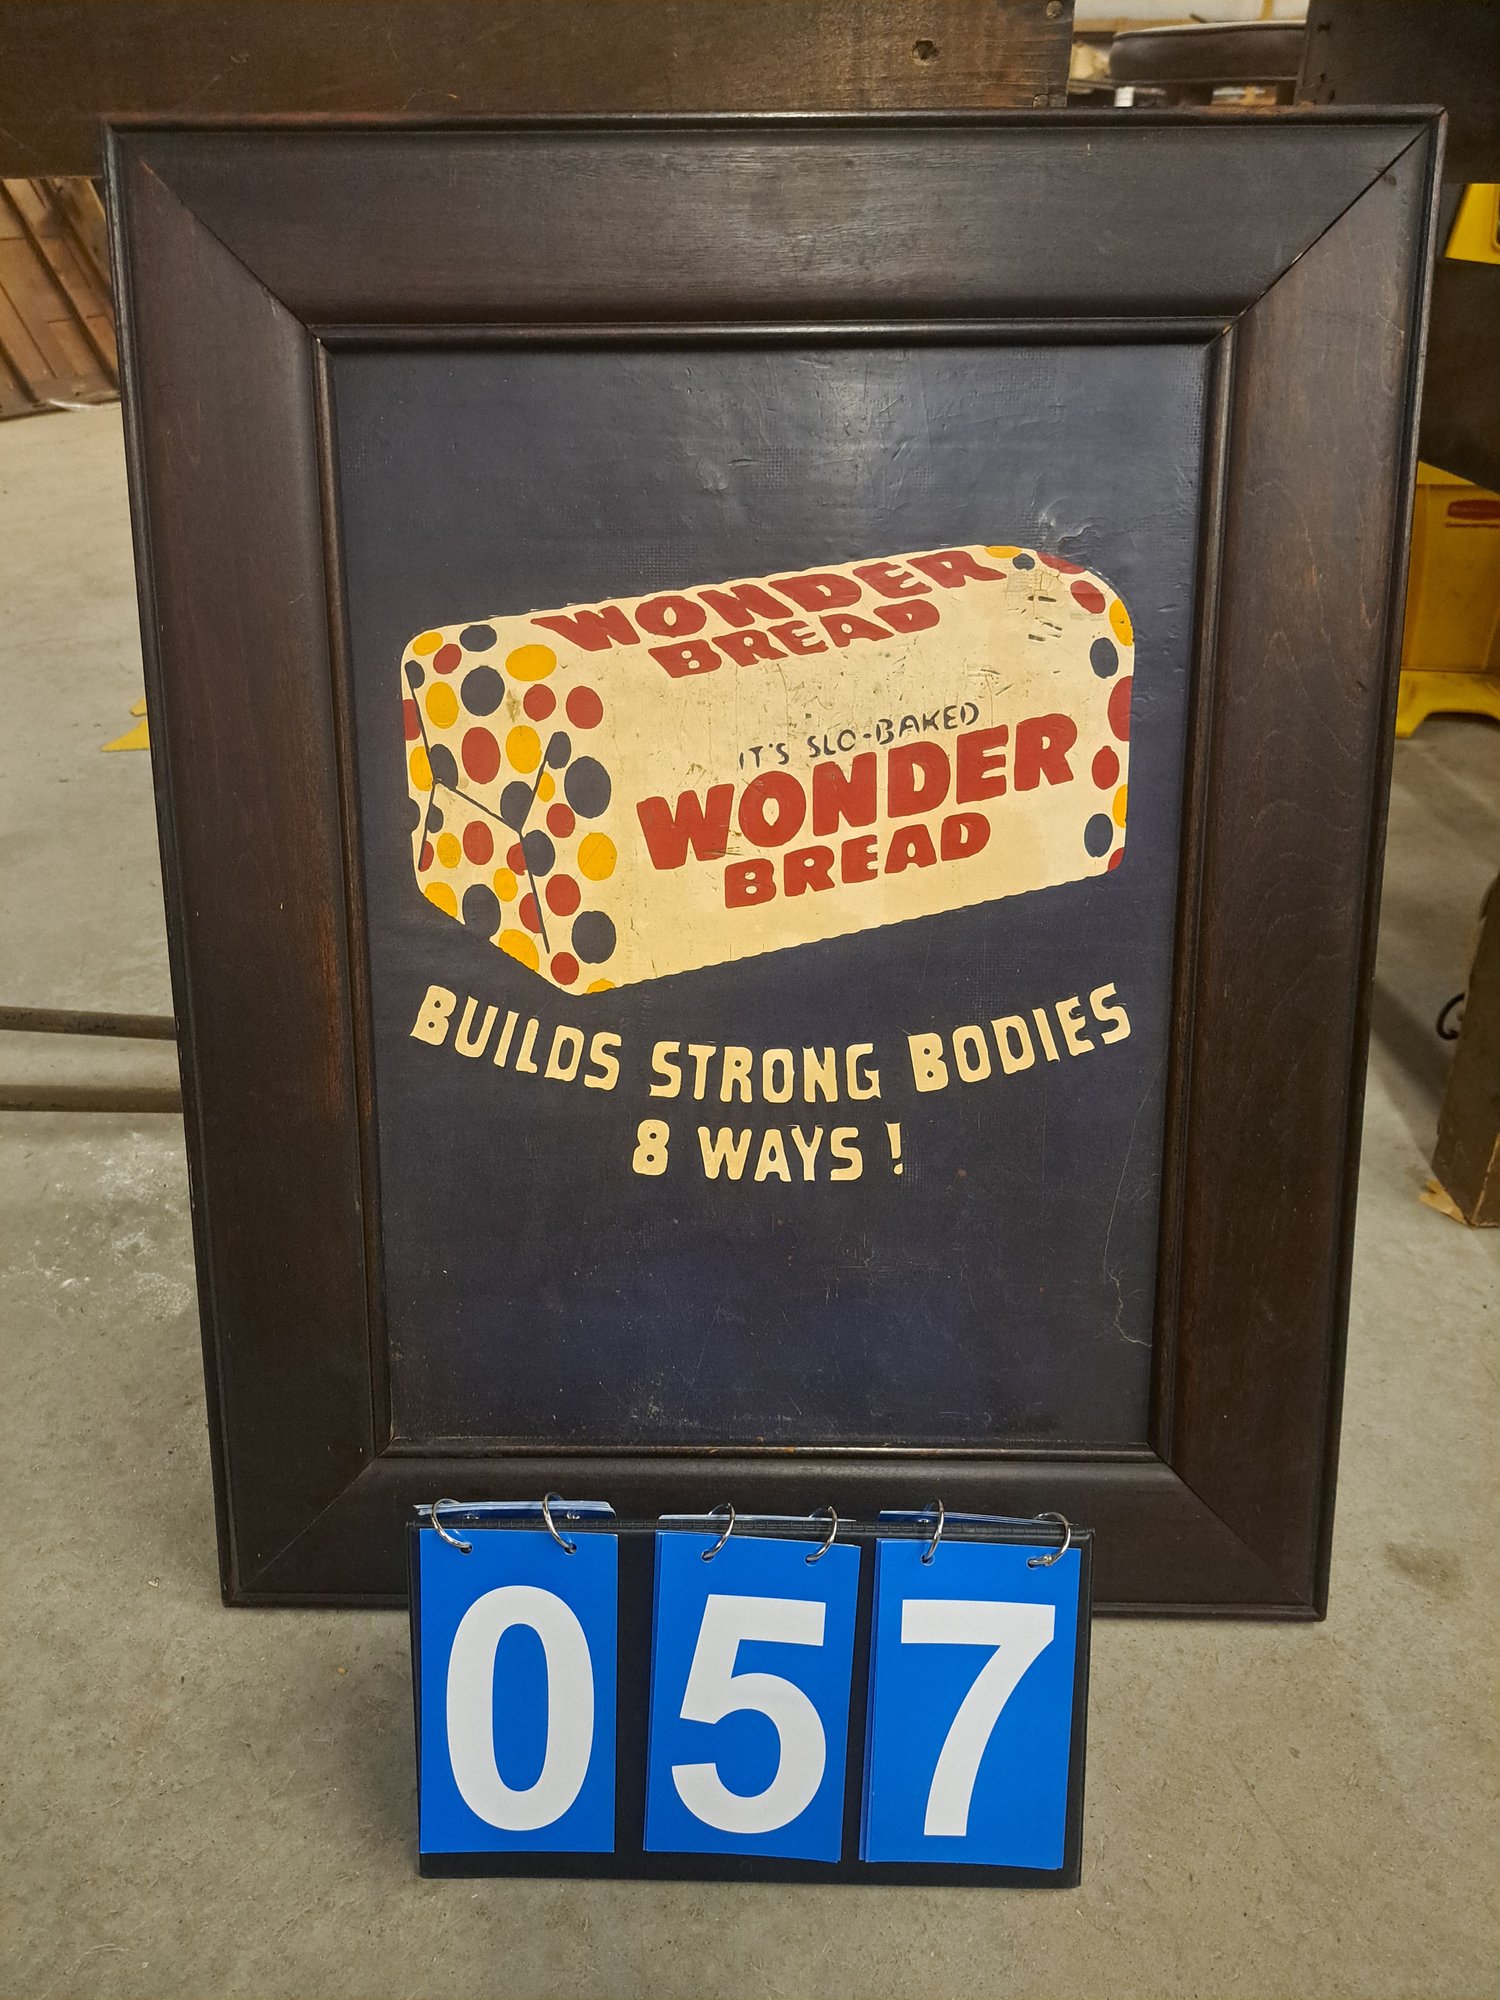 WONDER
BREAD
IT'S SLO-BAKED
WONDER
BREAD
BUILDS STRONG BODIES
8 WAYS !
057